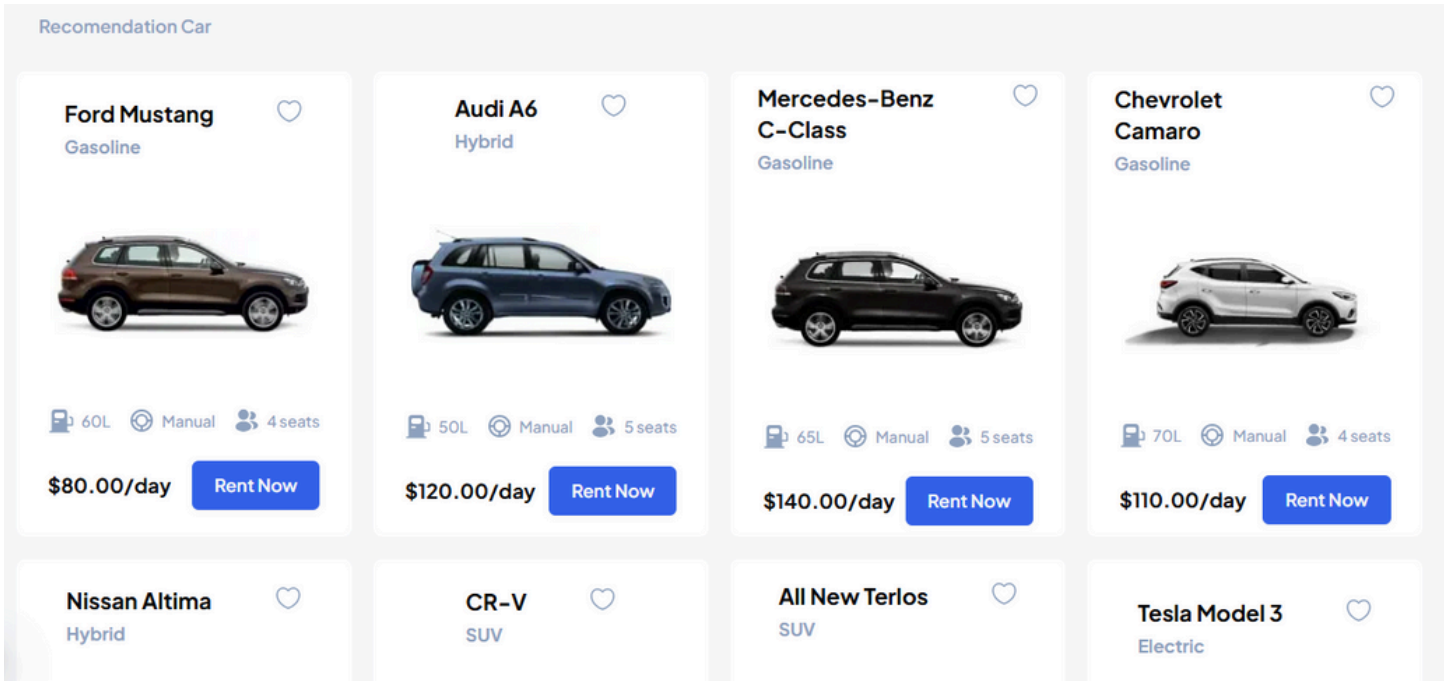 Recomendation Car
Ford Mustang
Gasoline
60L Manual 4 seats
$80.00/day Rent Now
Audi A6
Hybrid
50L Manual 5 seats
$120.00/day Rent Now
Mercedes-Benz
C-Class
Gasoline
65L Manual 5 seats
$140.00/day Rent Now
Chevrolet
Camaro
Gasoline
70L Manual 4 seats
$110.00/day Rent Now
Nissan Altima
Hybrid
CR-V
SUV
All New Terlos
SUV
Tesla Model 3
Electric